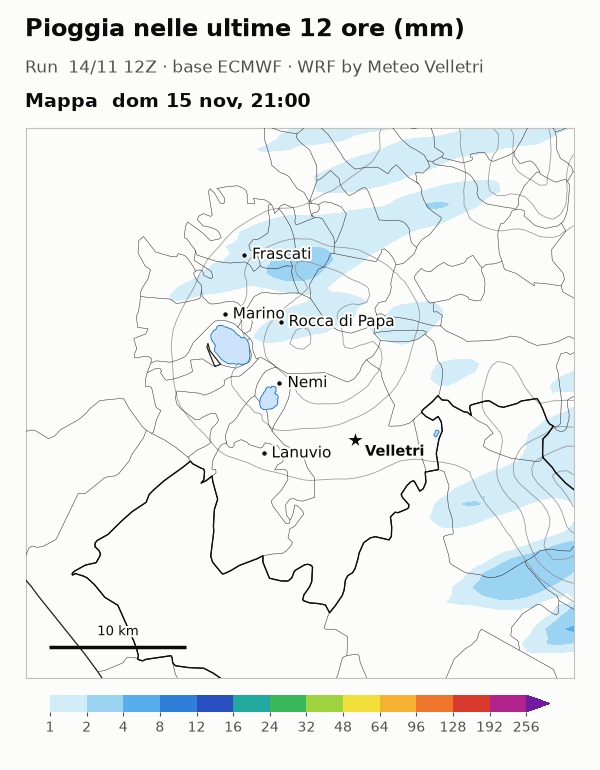 Pioggia nelle ultime 12 ore (mm)
Run 14/11 12Z · base ECMWF · WRF by Meteo Velletri
Mappa dom 15 nov, 21:00
Frascati
Marino
Rocca di Papa
Nemi
Velletri
Lanuvio
10 km
1 2 4 8 12 16 24 32 42 48 64 96 128 192 256